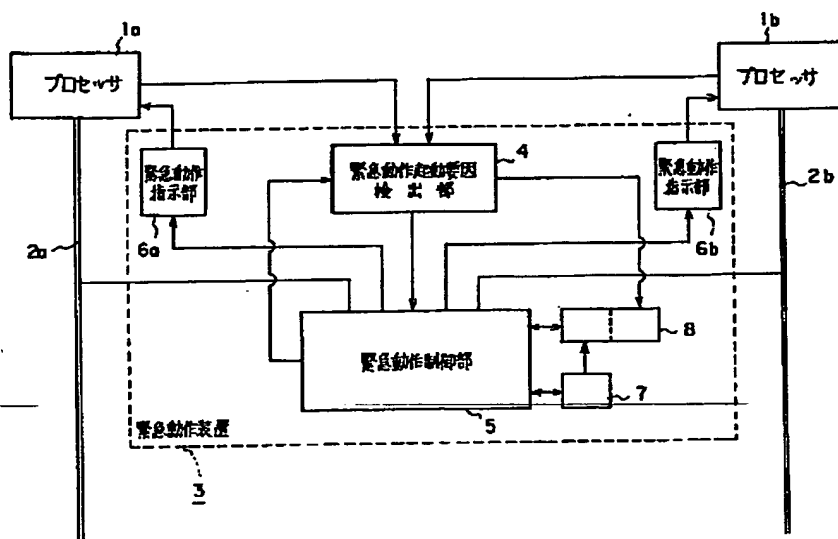 1a
プロセッサ
1b
プロセッサ
緊急動作
指示部
6a
緊急動作起動要因
検出部
4
緊急動作
指示部
6b
2a
2b
緊急動作制御部
5
8
7
緊急動作装置
3